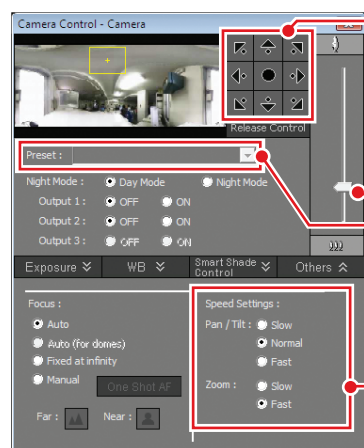 Camera Control - Camera
Release Control
Preset :
Night Mode : Day Mode Night Mode
Output 1 : OFF ON
Output 2 : OFF ON
Output 3 : OFF ON
Exposure WB Smart Shade Control Others
Focus :
Auto
Auto (for domes)
Fixed at infinity
Manual One Shot AF
Far : Near :
Speed Settings :
Pan / Tilt : Slow
Normal
Fast
Zoom : Slow
Fast